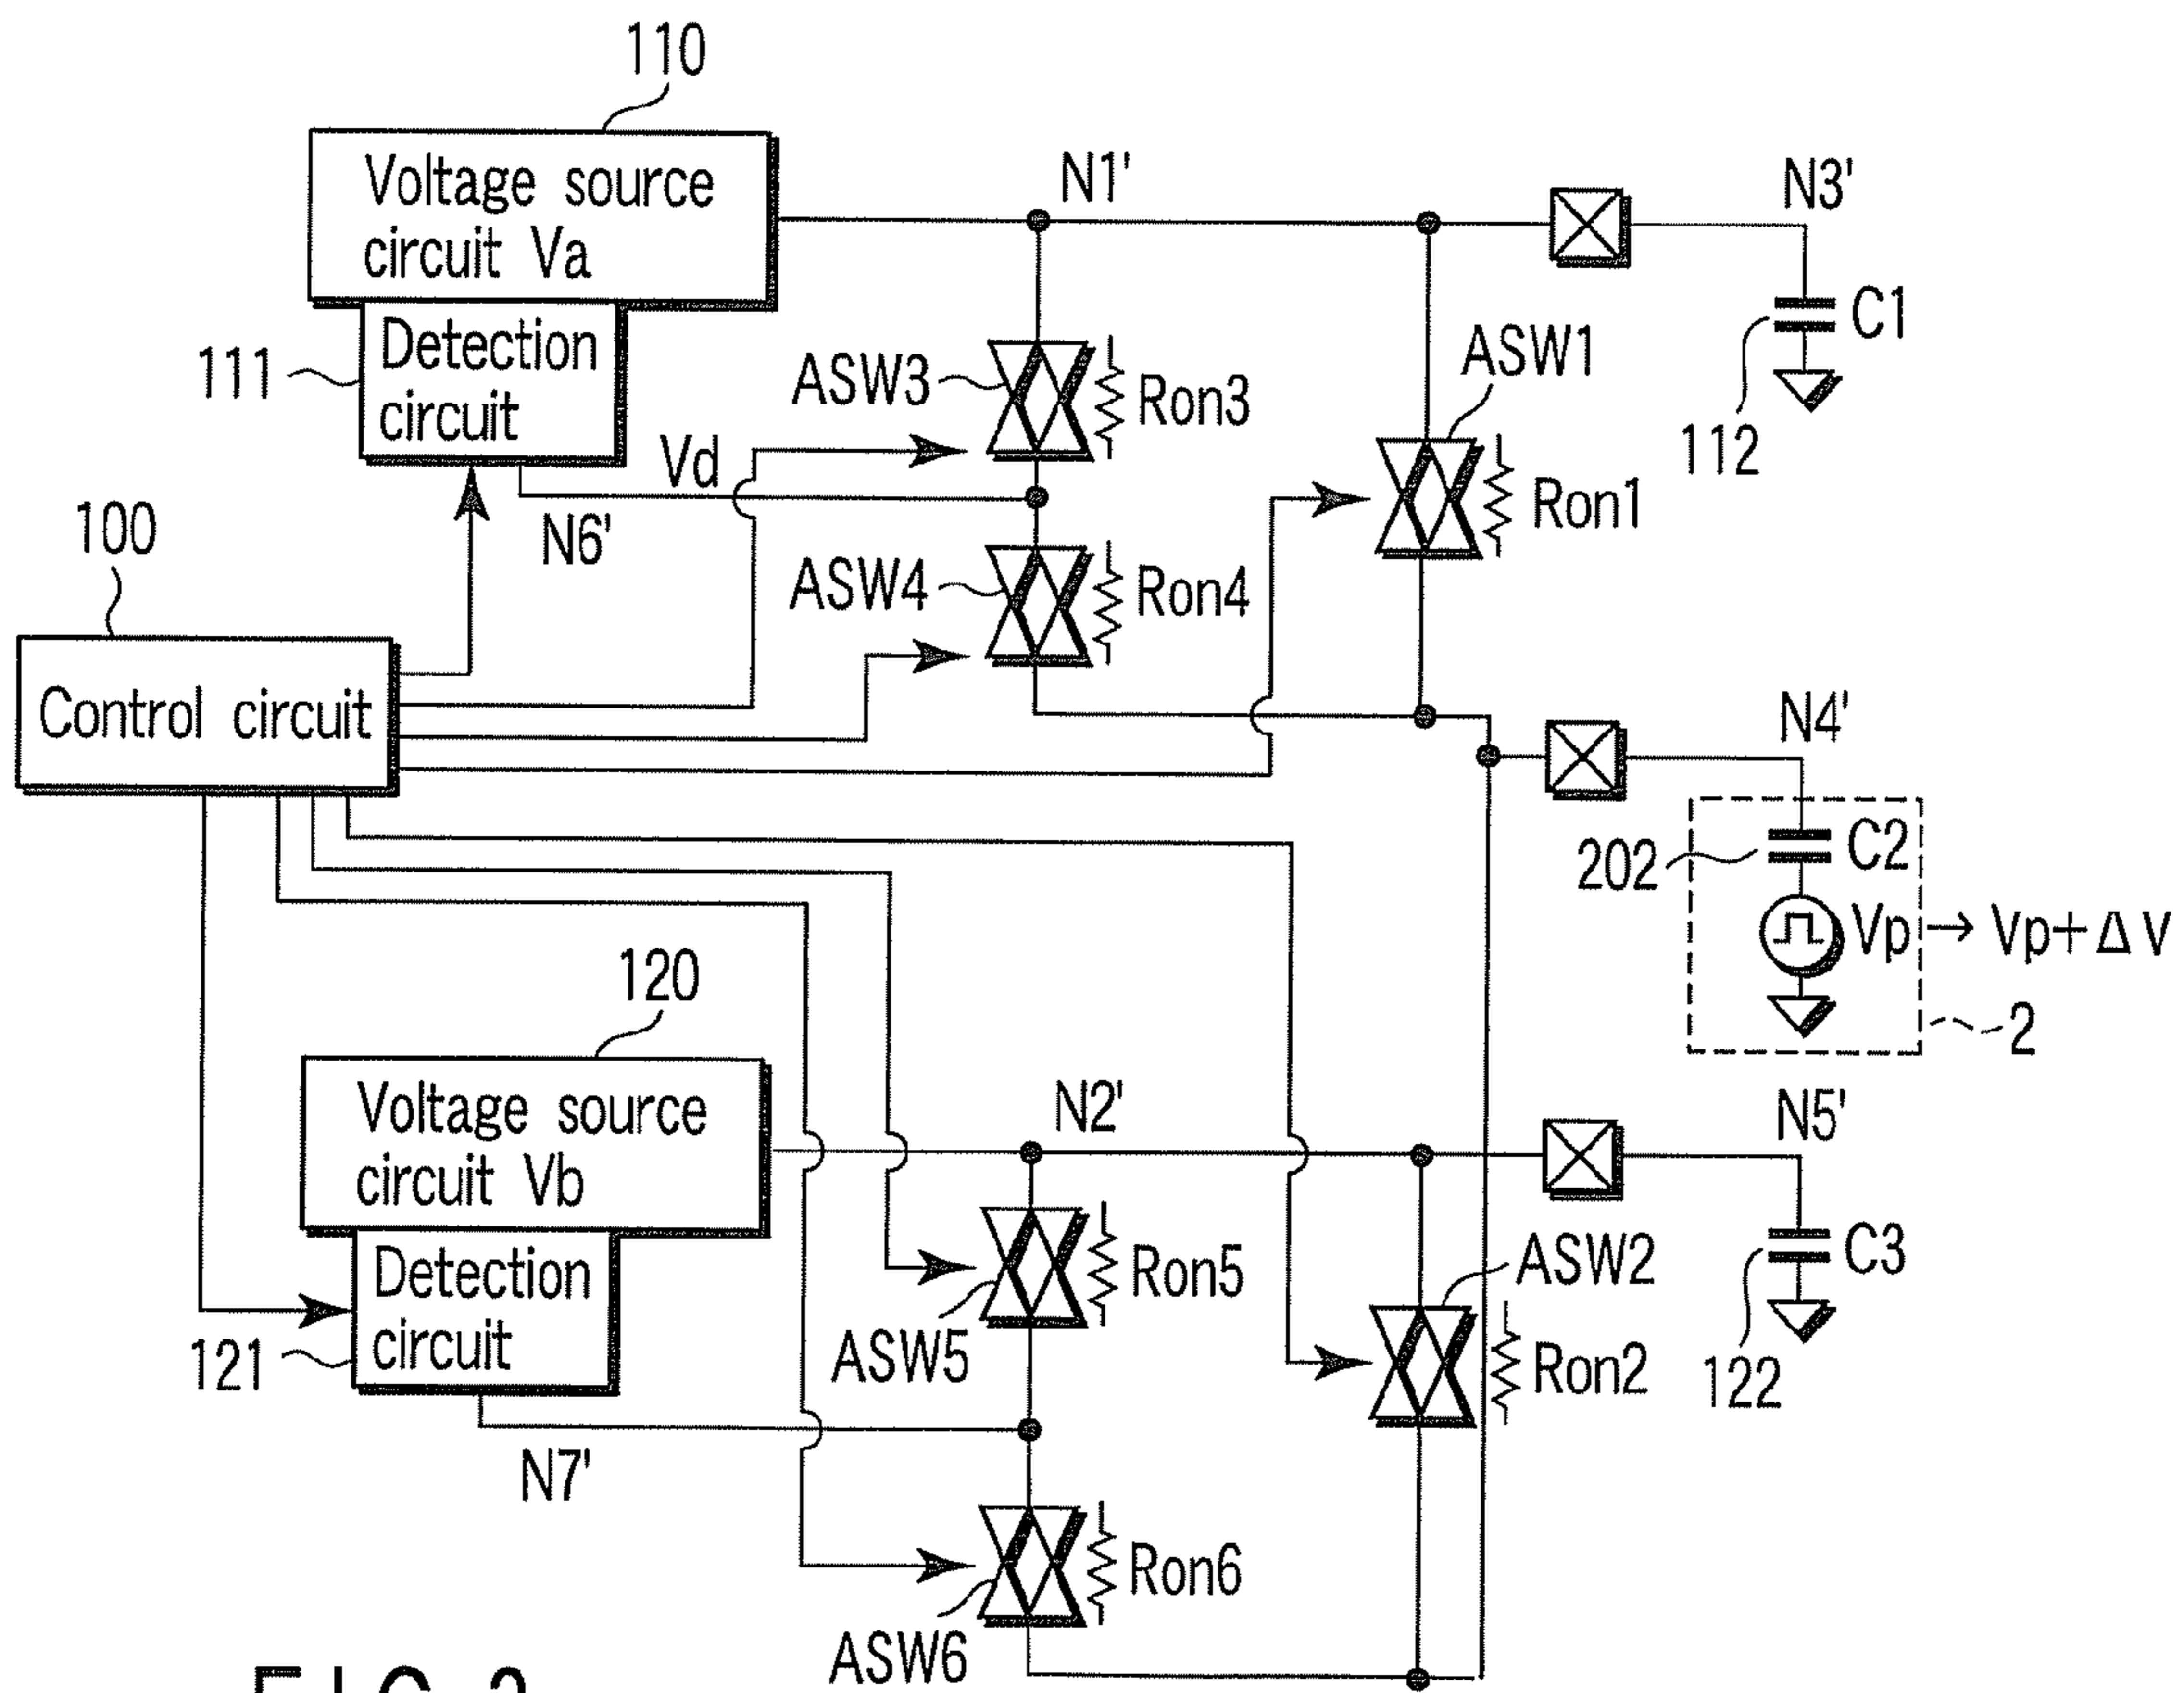 110
Voltage source
circuit Va
N1'
N3'
C1
112
Detection
circuit
111
ASW3
Ron3
ASW1
Ron1
Vd
N6'
ASW4
Ron4
100
Control circuit
N4'
202
C2
Vp → Vp+ΔV
2
120
Voltage source
circuit Vb
N2'
N5'
C3
122
Detection
circuit
121
ASW5
Ron5
ASW2
Ron2
N7'
ASW6
Ron6